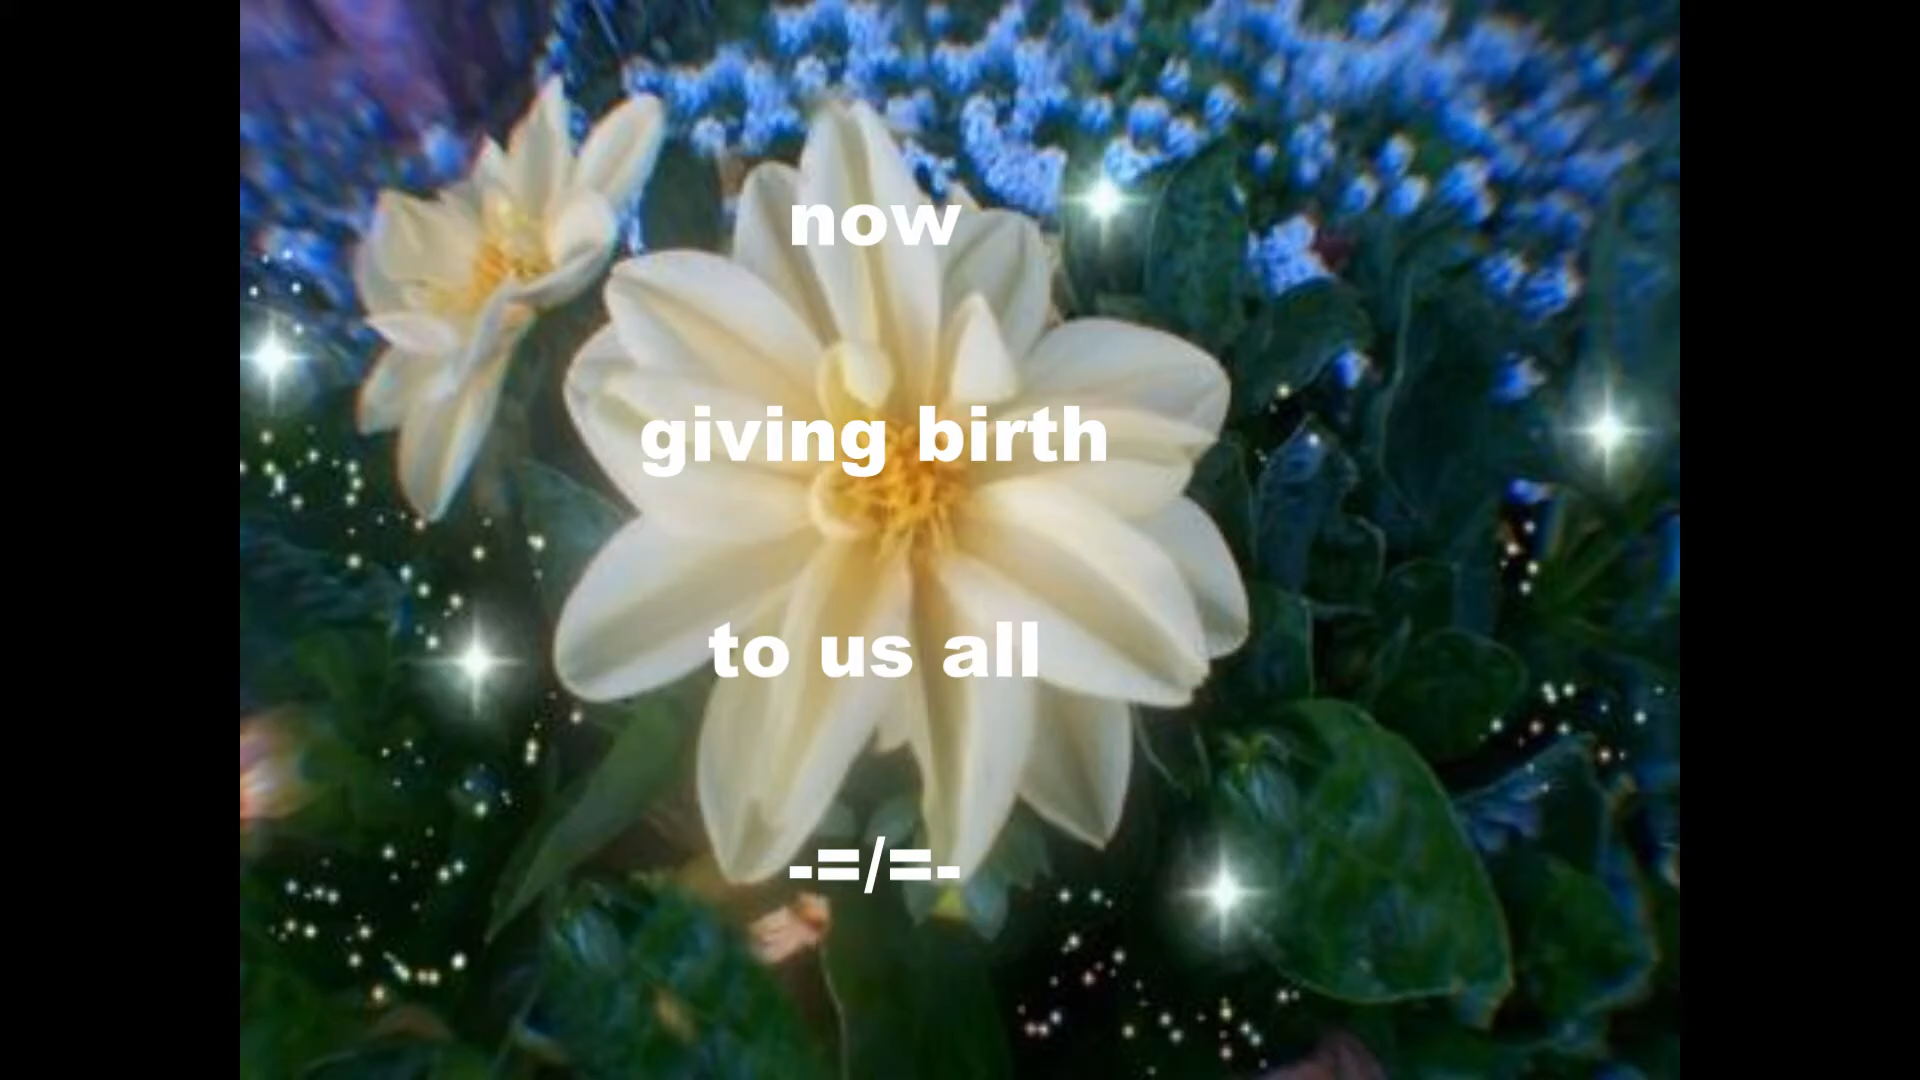 now
giving birth
to us all
-=/=-